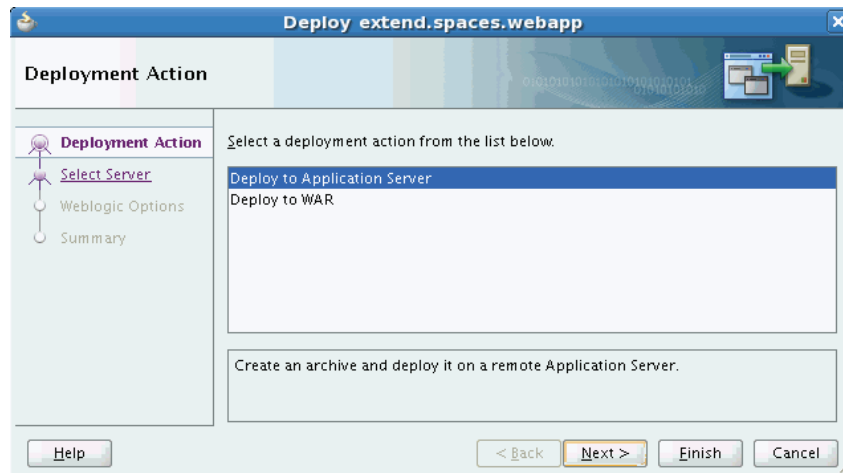 Deploy extend.spaces.webapp
Deployment Action
Deployment Action
Select Server
Weblogic Options
Summary
Select a deployment action from the list below.
Deploy to Application Server
Deploy to WAR
Create an archive and deploy it on a remote Application Server.
Help
< Back
Next >
Finish
Cancel